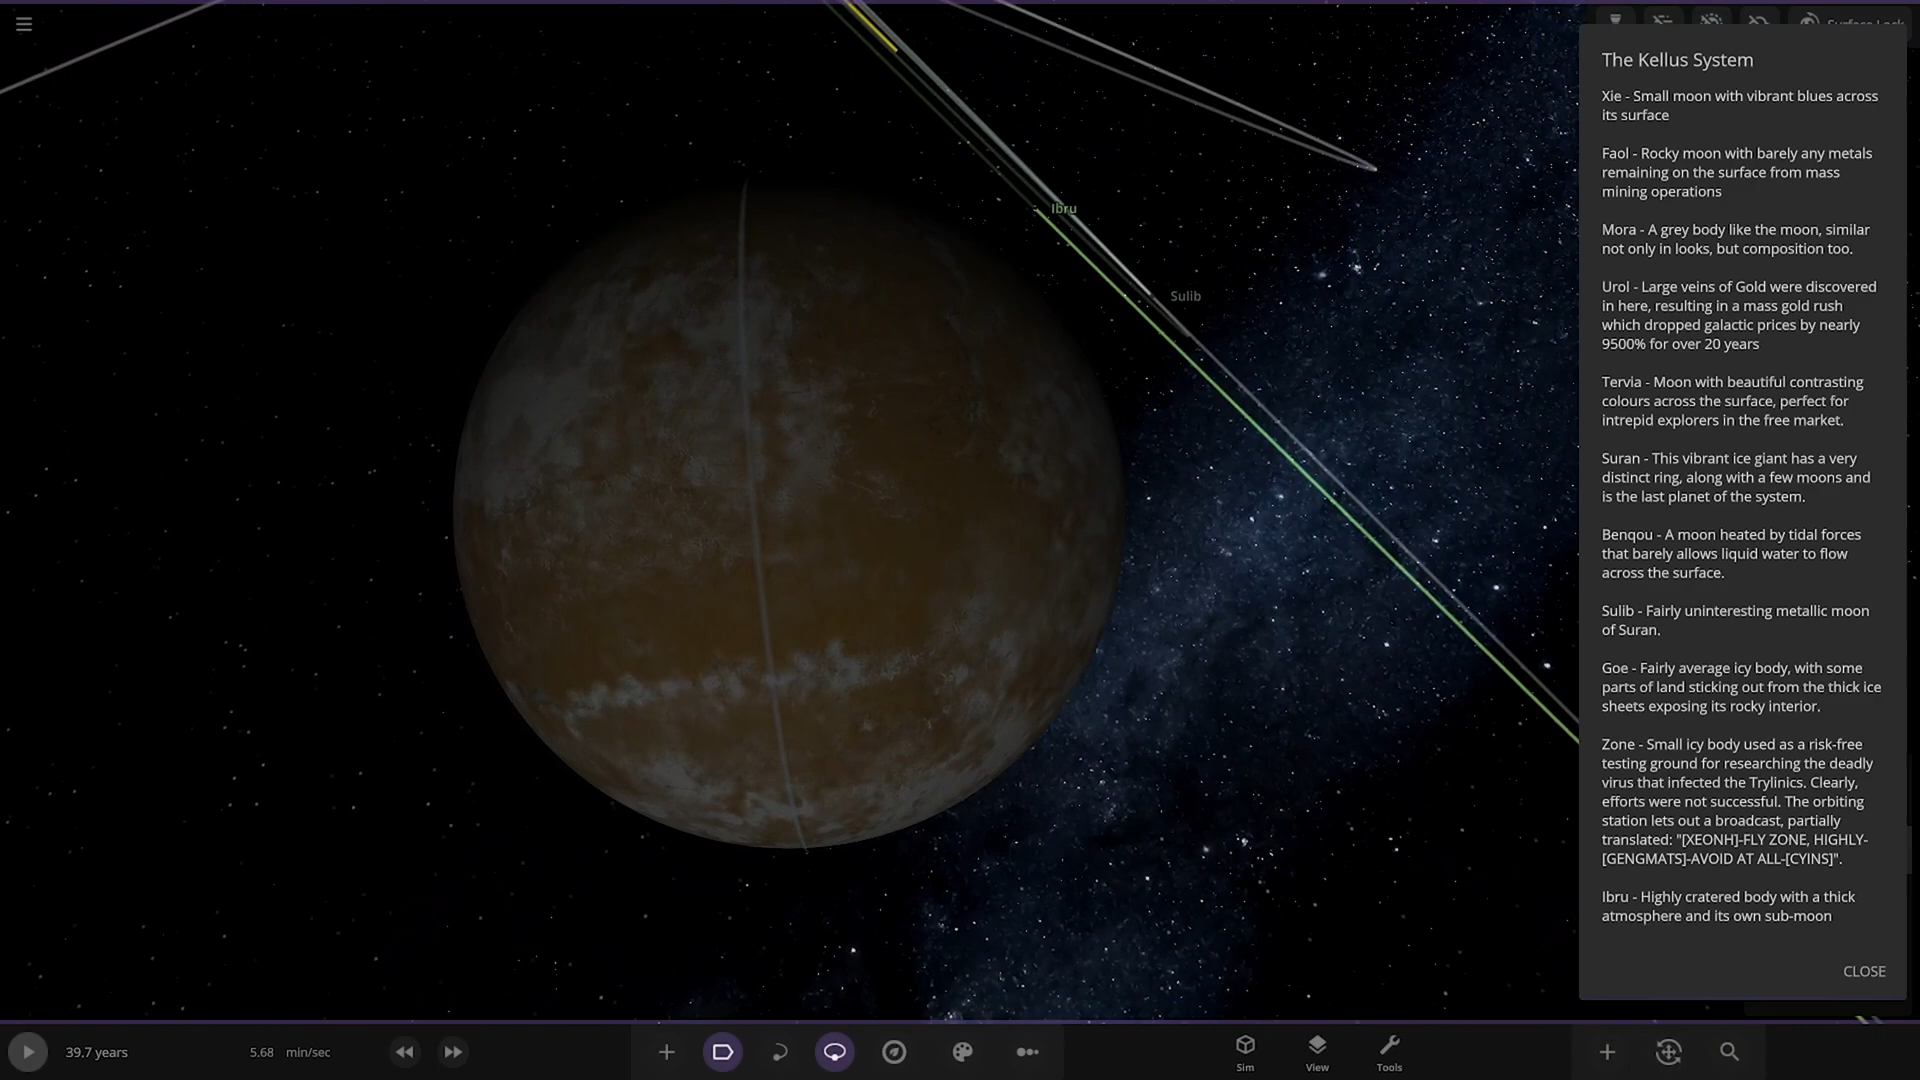 Surface Lock
The Kellus System
Xie - Small moon with vibrant blues across
its surface
Faol - Rocky moon with barely any metals
remaining on the surface from mass
mining operations
Mora - A grey body like the moon, similar
not only in looks, but composition too.
Urol - Large veins of Gold were discovered
in here, resulting in a mass gold rush
which dropped galactic prices by nearly
9500% for over 20 years
Tervia - Moon with beautiful contrasting
colours across the surface, perfect for
intrepid explorers in the free market.
Suran - This vibrant ice giant has a very
distinct ring, along with a few moons and
is the last planet of the system.
Benqou - A moon heated by tidal forces
that barely allows liquid water to flow
across the surface.
Sulib - Fairly uninteresting metallic moon
of Suran.
Goe - Fairly average icy body, with some
parts of land sticking out from the thick ice
sheets exposing its rocky interior.
Zone - Small icy body used as a risk-free
testing ground for researching the deadly
virus that infected the Trylinics. Clearly,
efforts were not successful. The orbiting
station lets out a broadcast, partially
translated: "[XEONH]-FLY ZONE, HIGHLY-
[GENGMATS]-AVOID AT ALL-[CYINS]".
Ibru - Highly cratered body with a thick
atmosphere and its own sub-moon
CLOSE
Ibru
Sulib
39.7 years
5.68 min/sec
Sim
View
Tools